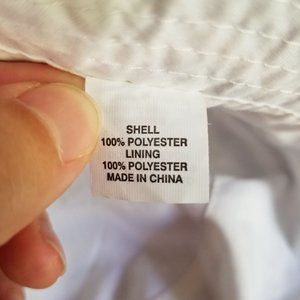 SHELL
100% POLYESTER
LINING
100% POLYESTER
MADE IN CHINA